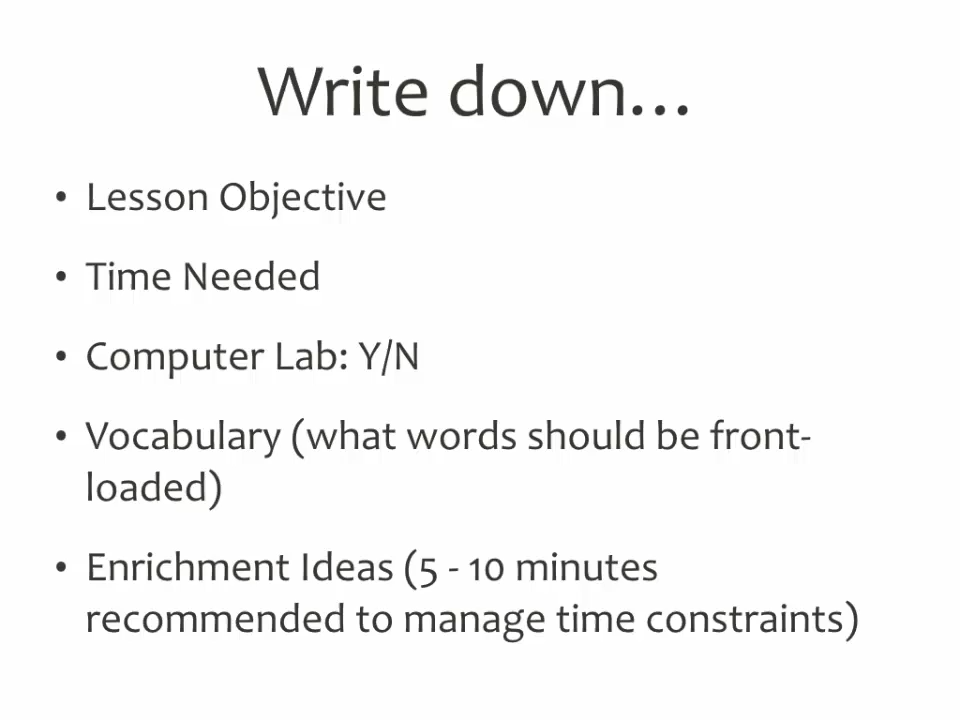 Write down...
• Lesson Objective
• Time Needed
• Computer Lab: Y/N
• Vocabulary (what words should be front-
loaded)
• Enrichment Ideas (5 - 10 minutes
recommended to manage time constraints)